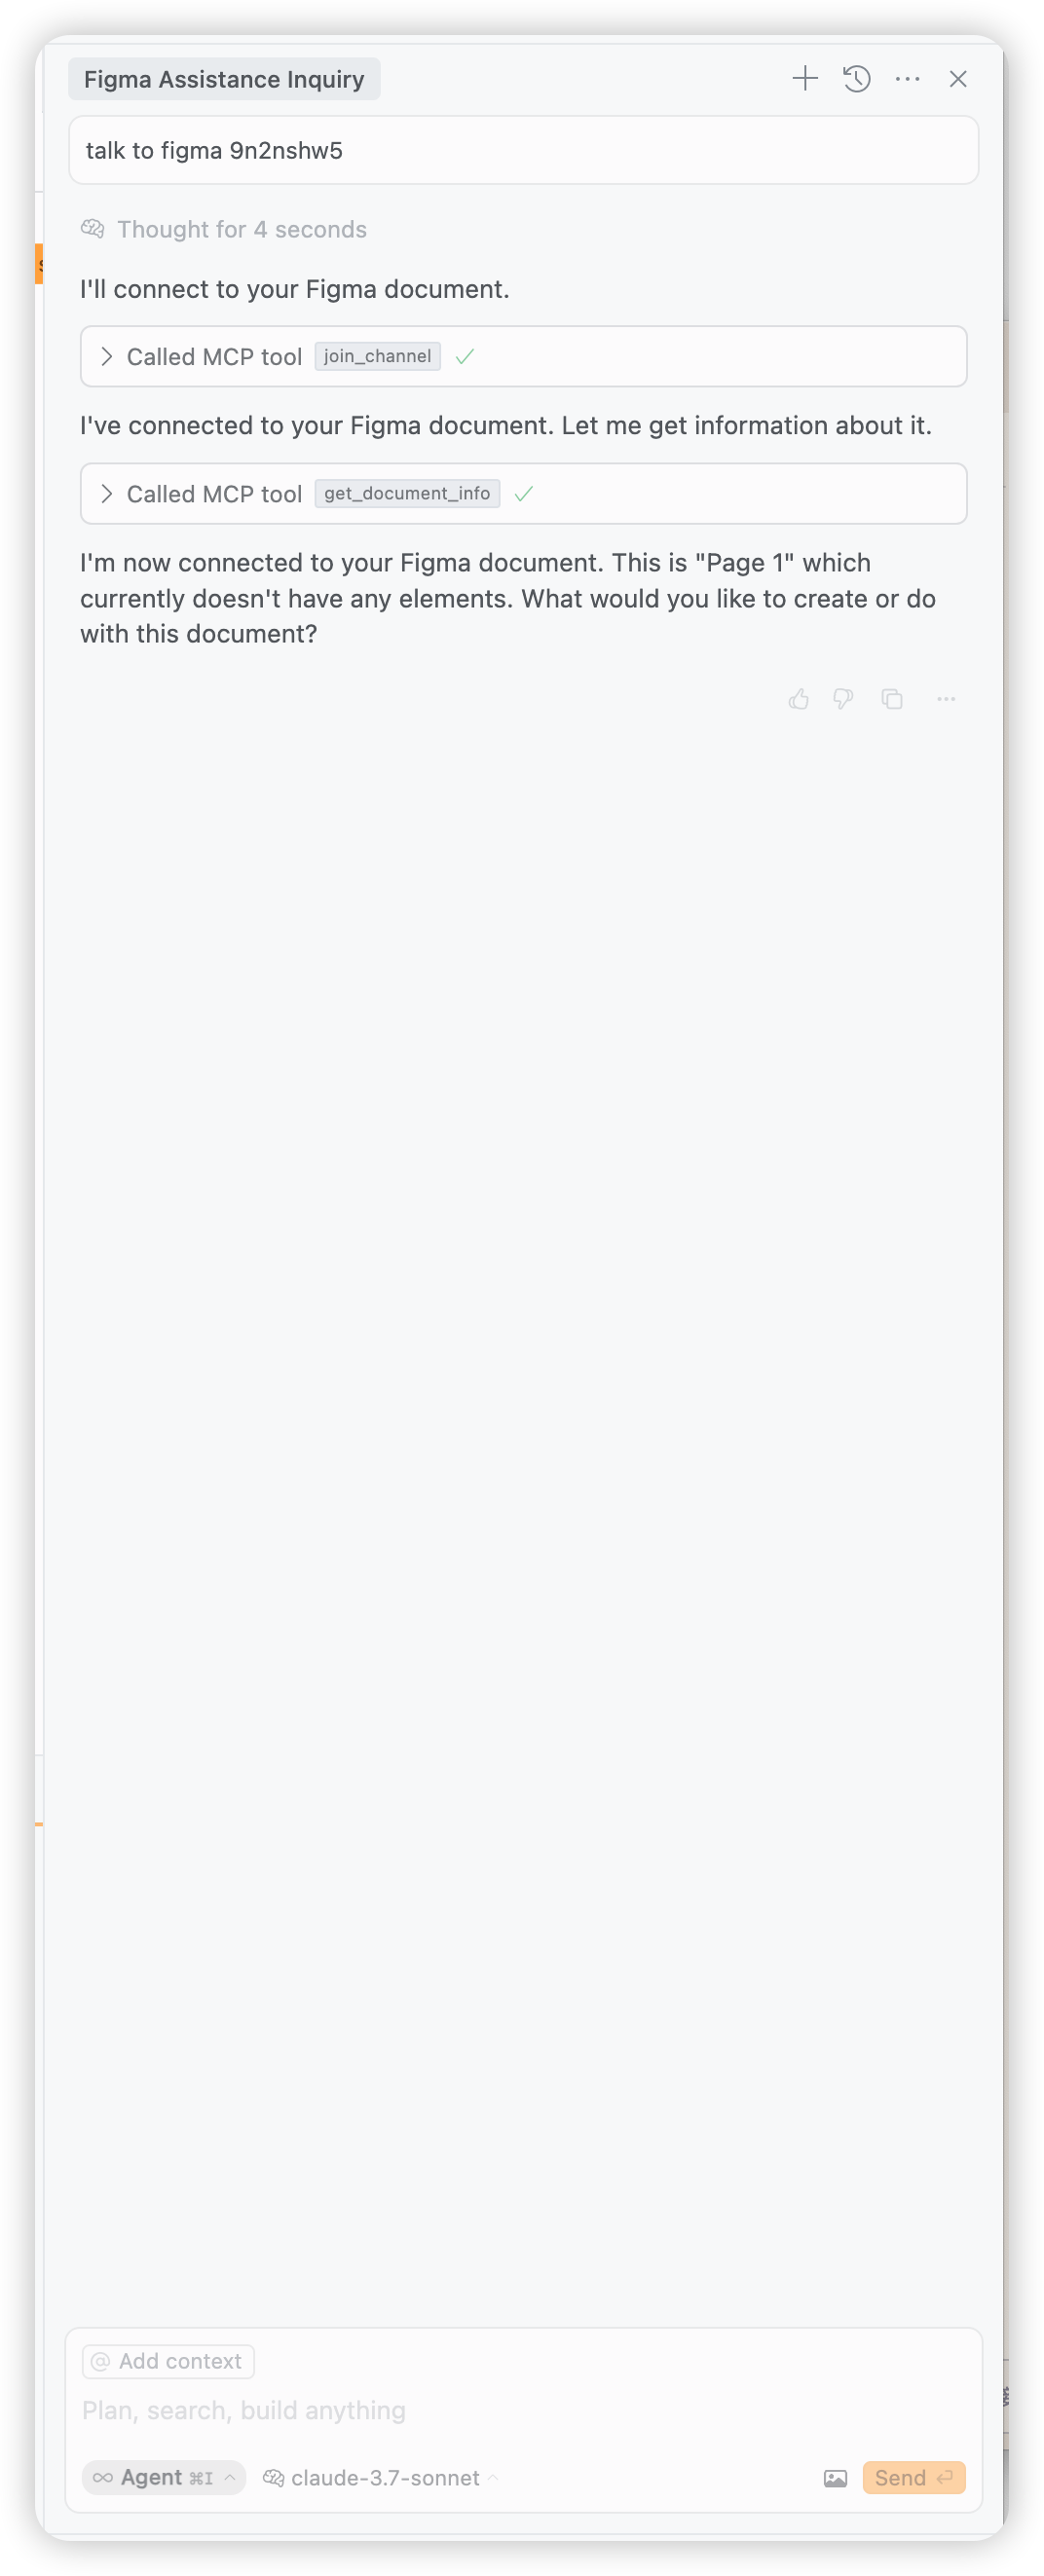 Figma Assistance Inquiry
talk to figma 9n2nshw5
Thought for 4 seconds
I'll connect to your Figma document.
Called MCP tool join_channel
I've connected to your Figma document. Let me get information about it.
Called MCP tool get_document_info
I'm now connected to your Figma document. This is "Page 1" which
currently doesn't have any elements. What would you like to create or do
with this document?
@ Add context
Plan, search, build anything
Agent ⌘I claude-3.7-sonnet Send